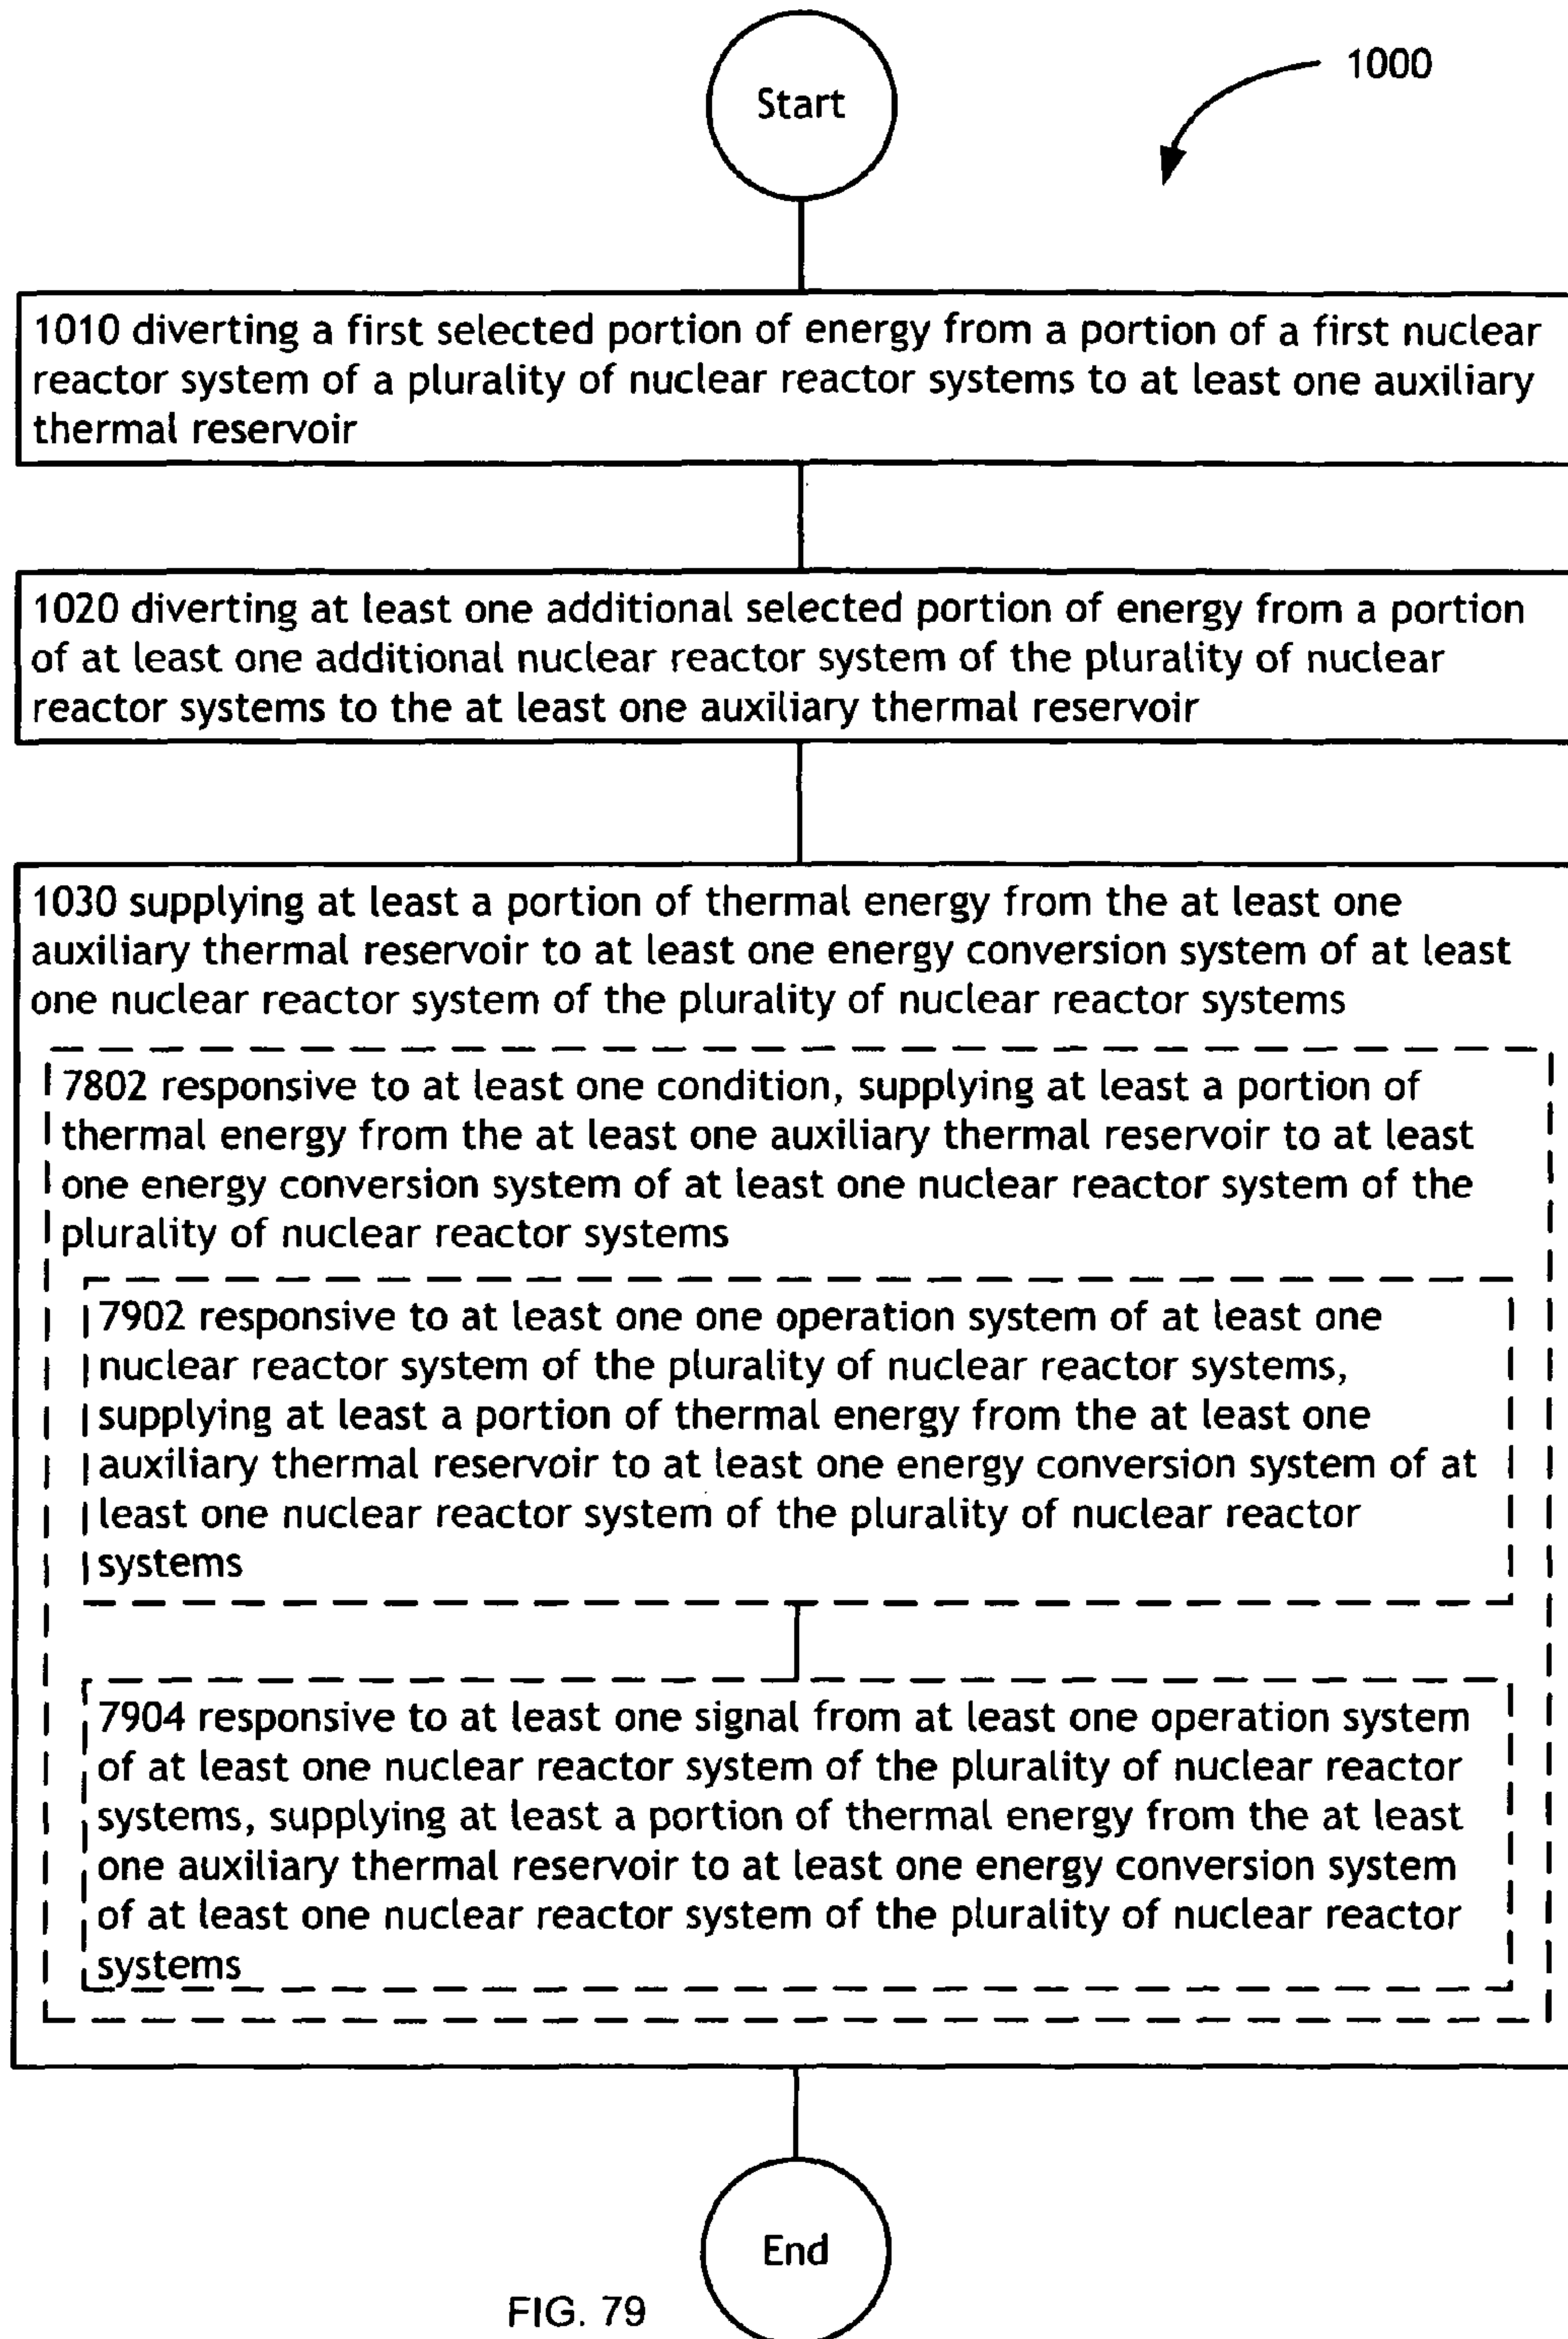 Start
1000
1010 diverting a first selected portion of energy from a portion of a first nuclear
reactor system of a plurality of nuclear reactor systems to at least one auxiliary
thermal reservoir
1020 diverting at least one additional selected portion of energy from a portion
of at least one additional nuclear reactor system of the plurality of nuclear
reactor systems to the at least one auxiliary thermal reservoir
1030 supplying at least a portion of thermal energy from the at least one
auxiliary thermal reservoir to at least one energy conversion system of at least
one nuclear reactor system of the plurality of nuclear reactor systems
7802 responsive to at least one condition, supplying at least a portion of
thermal energy from the at least one auxiliary thermal reservoir to at least
one energy conversion system of at least one nuclear reactor system of the
plurality of nuclear reactor systems
7902 responsive to at least one one operation system of at least one
nuclear reactor system of the plurality of nuclear reactor systems,
supplying at least a portion of thermal energy from the at least one
auxiliary thermal reservoir to at least one energy conversion system of at
least one nuclear reactor system of the plurality of nuclear reactor
systems
7904 responsive to at least one signal from at least one operation system
of at least one nuclear reactor system of the plurality of nuclear reactor
systems, supplying at least a portion of thermal energy from the at least
one auxiliary thermal reservoir to at least one energy conversion system
of at least one nuclear reactor system of the plurality of nuclear reactor
systems
End
FIG. 79